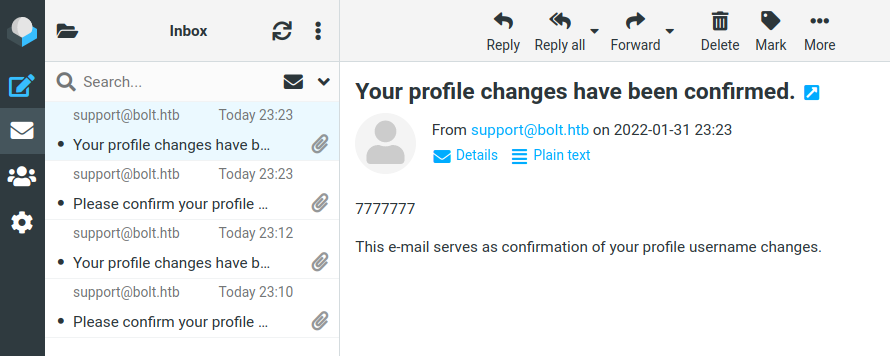 Inbox
Search...
support@bolt.htb Today 23:23
Your profile changes have b...
support@bolt.htb Today 23:23
Please confirm your profile ...
support@bolt.htb Today 23:12
Your profile changes have b...
support@bolt.htb Today 23:10
Please confirm your profile ...
Reply Reply all Forward Delete Mark More
Your profile changes have been confirmed.
From support@bolt.htb on 2022-01-31 23:23
Details Plain text
7777777
This e-mail serves as confirmation of your profile username changes.